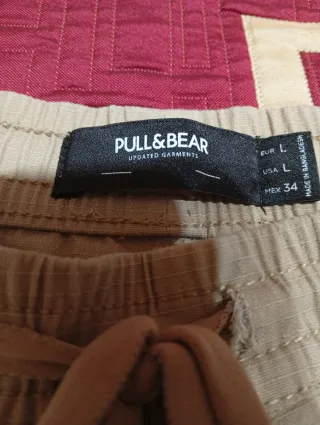 PULL&BEAR
UPDATED GARMENTS
EUR L
USA L
MEX 34
MADE IN BANGLADESH